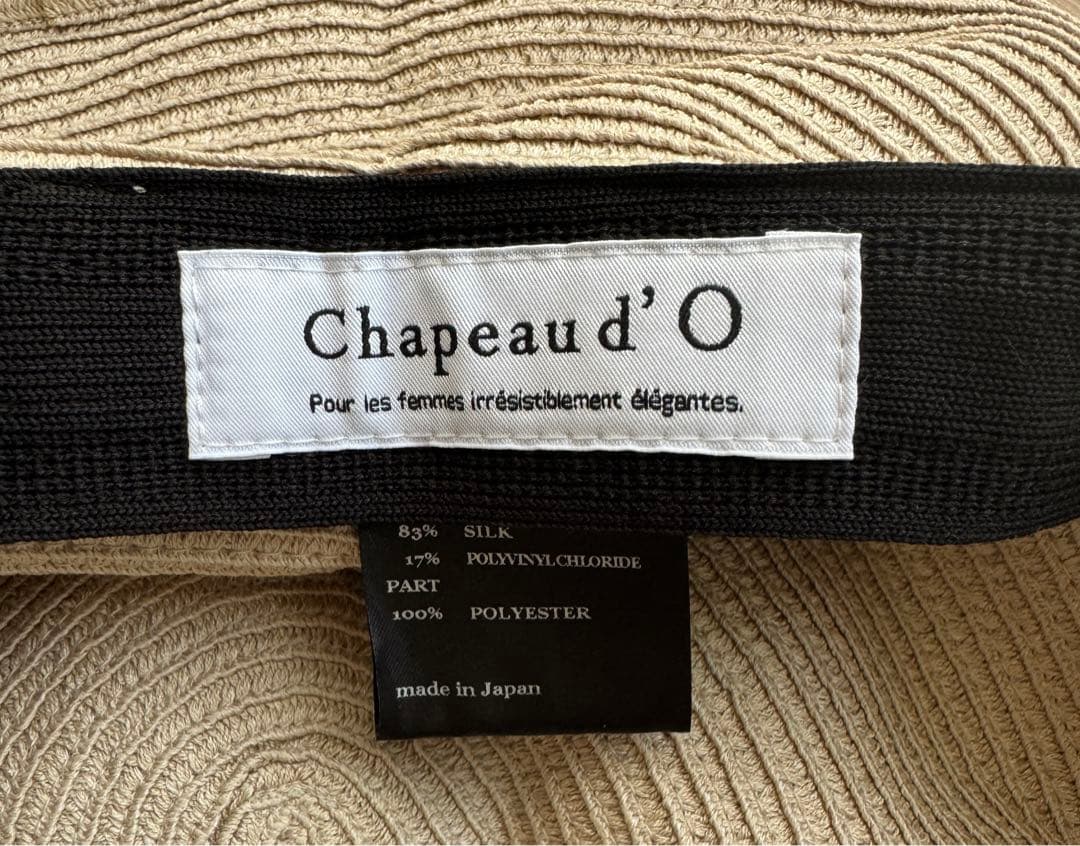 Chapeau d' O
Pour les femmes irrésistiblement élégantes.
83% SILK
17% POLYVINYLCHLORIDE
PART
100% POLYESTER
made in Japan